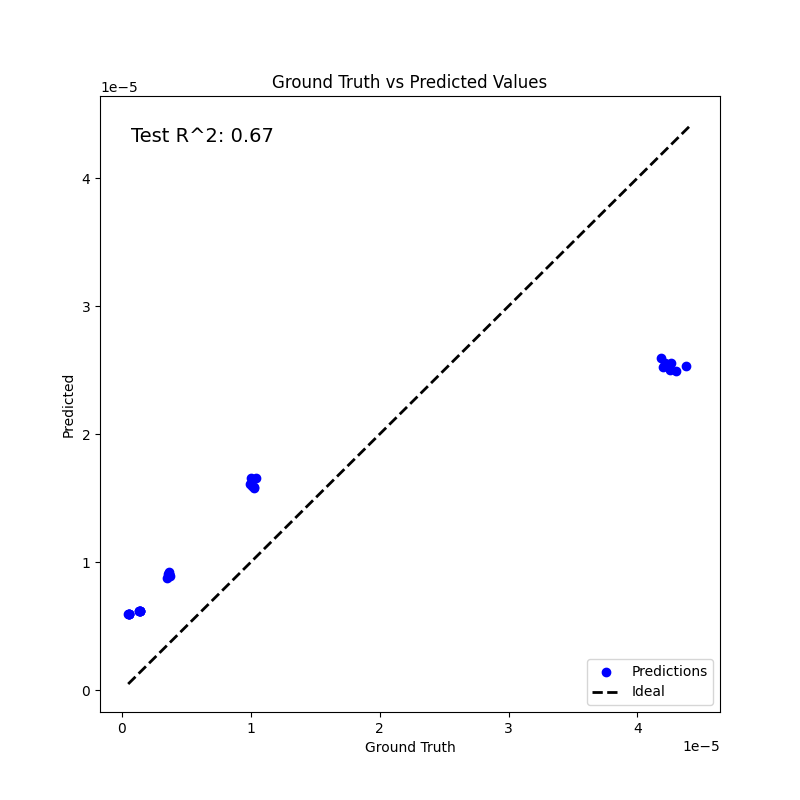 Ground Truth vs Predicted Values
1e−5
Test R^2: 0.67
4
3
2
1
0
Predicted
Predictions
Ideal
0 1 2 3 4
1e−5
Ground Truth